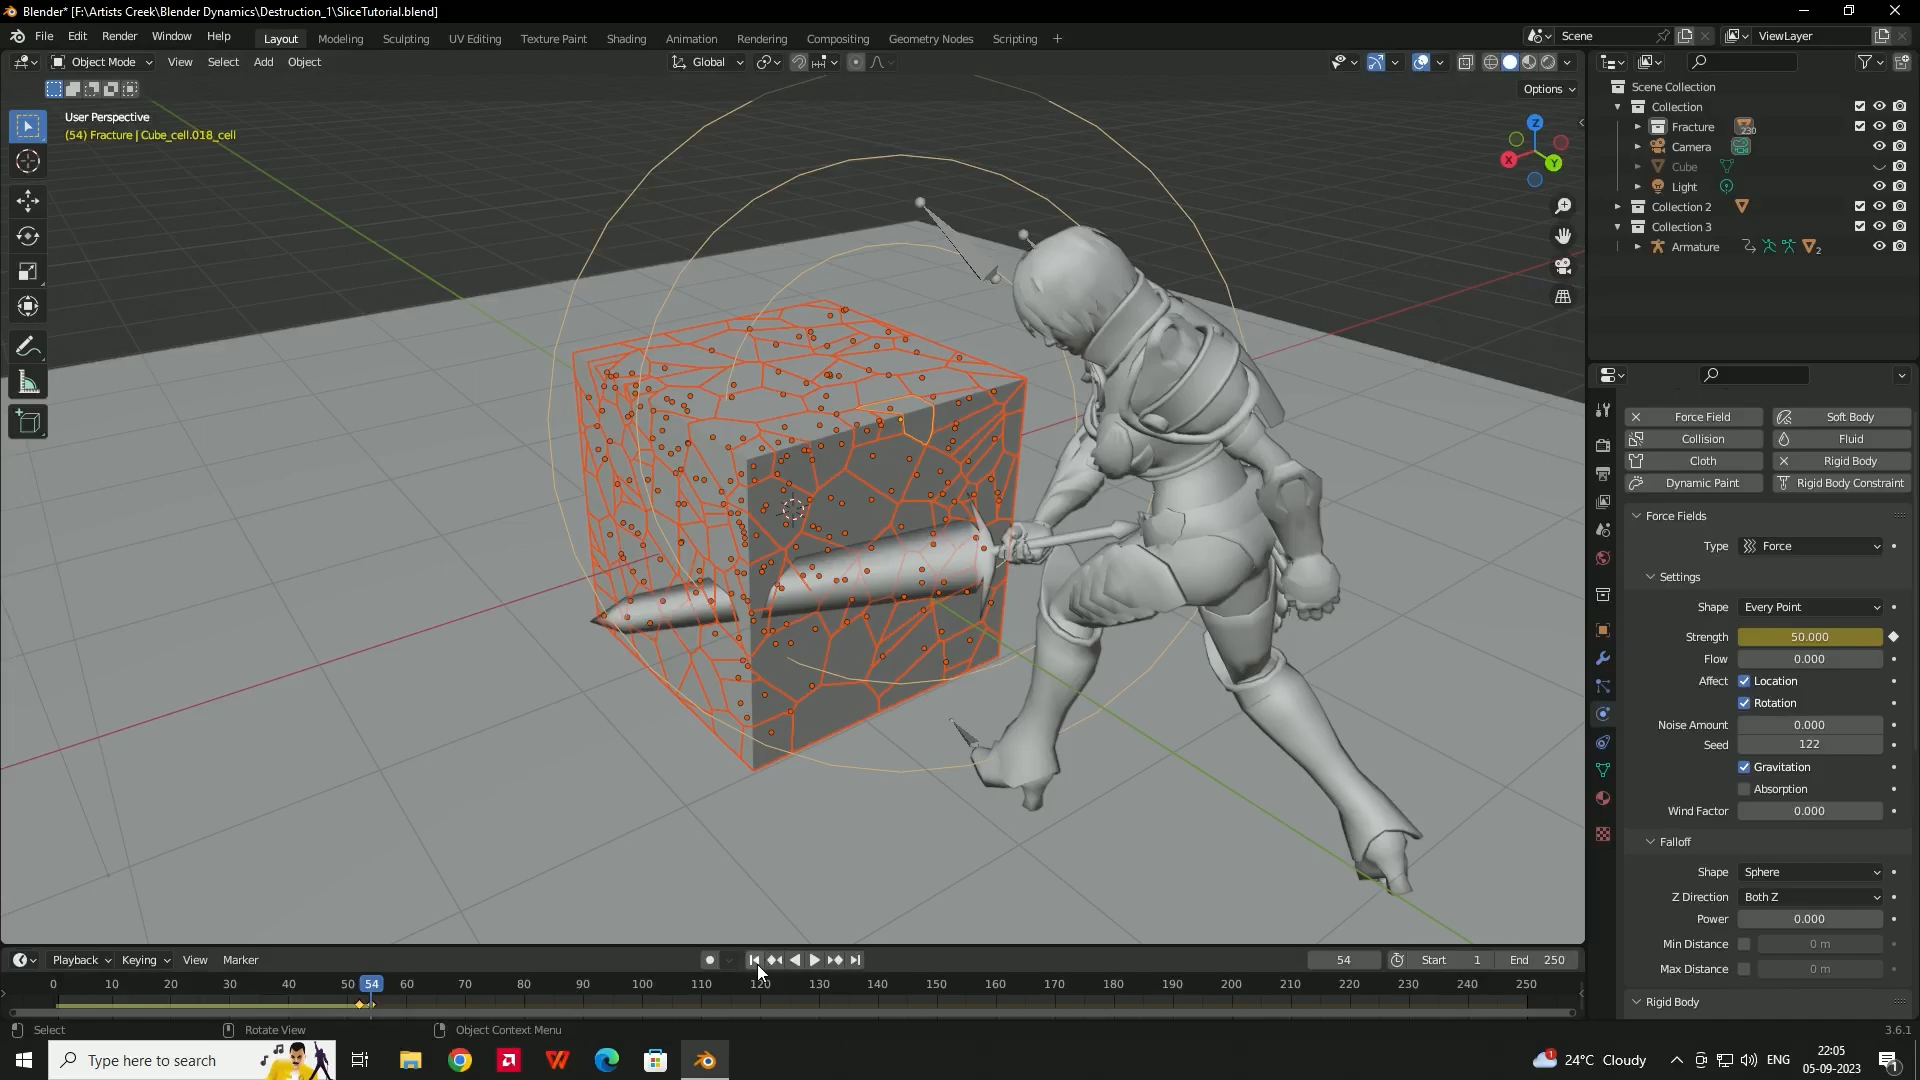 Blender* [F:\Artists Creek\Blender Dynamics\Destruction_1\SliceTutorial.blend]
File Edit Render Window Help Layout Modeling Sculpting UV Editing Texture Paint Shading Animation Rendering Compositing Geometry Nodes Scripting + Scene ViewLayer
Object Mode View Select Add Object Global
Options
User Perspective
(54) Fracture | Cube_cell.018_cell
Z
X
Y
Scene Collection
Collection
Fracture 230
Camera
Cube
Light
Collection 2
Collection 3
Armature 2
Force Field Soft Body
Collision Fluid
Cloth Rigid Body
Dynamic Paint Rigid Body Constraint
Force Fields
Type Force
Settings
Shape Every Point
Strength 50.000
Flow 0.000
Affect Location
Rotation
Noise Amount 0.000
Seed 122
Gravitation
Absorption
Wind Factor 0.000
Falloff
Shape Sphere
Z Direction Both Z
Power 0.000
Min Distance 0 m
Max Distance 0 m
Rigid Body
Playback Keying View Marker 54 Start 1 End 250
0 10 20 30 40 50 54 60 70 80 90 100 110 120 130 140 150 160 170 180 190 200 210 220 230 240 250
Select Rotate View Object Context Menu 3.6.1
Type here to search 1 24°C Cloudy ENG 22:05 1
05-09-2023